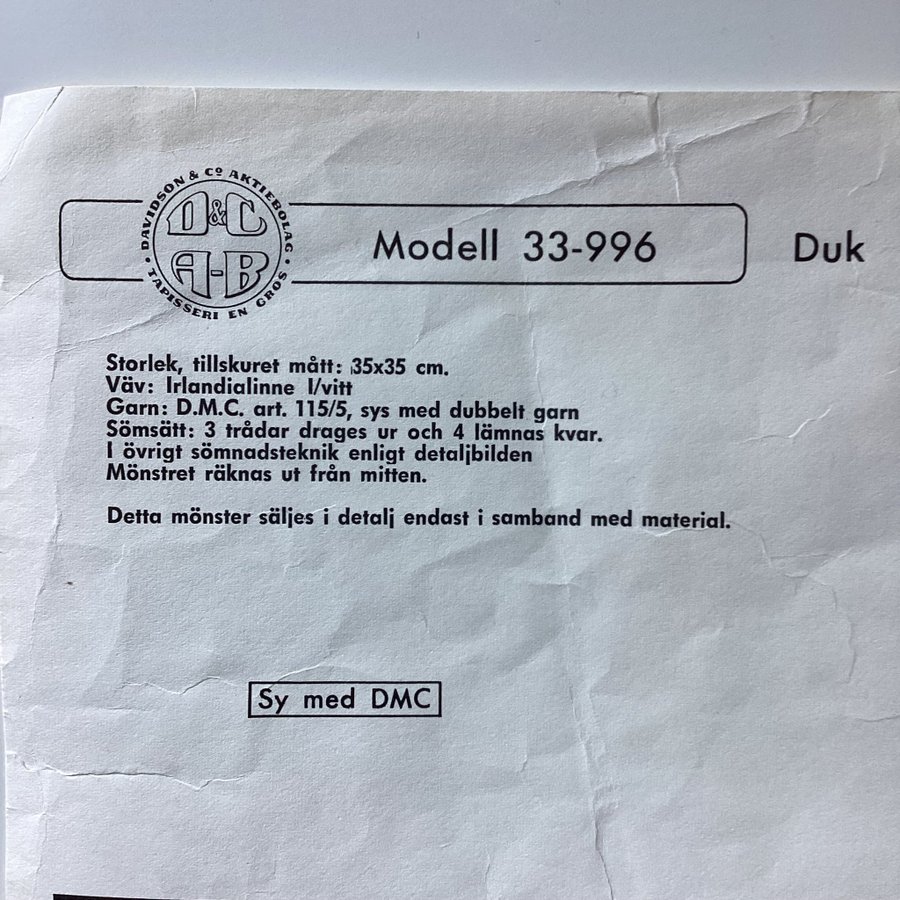 DAVIDSON & Cº AKTIEBOLAG
D&C
A-B
TAPISSERI EN GROS
Modell 33-996
Duk
Storlek, tillskuret mått: 35x35 cm.
Väv: Irlandialinne l/vitt
Garn: D.M.C. art. 115/5, sys med dubbelt garn
Sömsätt: 3 trådar drages ur och 4 lämnas kvar.
I övrigt sömnadsteknik enligt detaljbilden
Mönstret räknas ut från mitten.
Detta mönster säljes i detalj endast i samband med material.
Sy med DMC